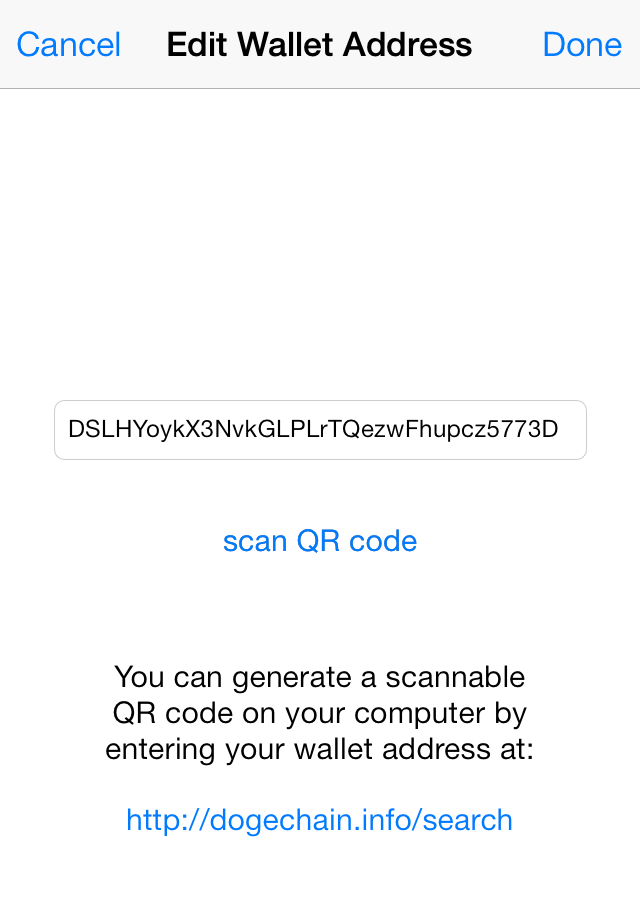 Cancel Edit Wallet Address Done
DSLHYoykX3NvkGLPLrTQezwFhupcz5773D
scan QR code
You can generate a scannable
QR code on your computer by
entering your wallet address at:
http://dogechain.info/search